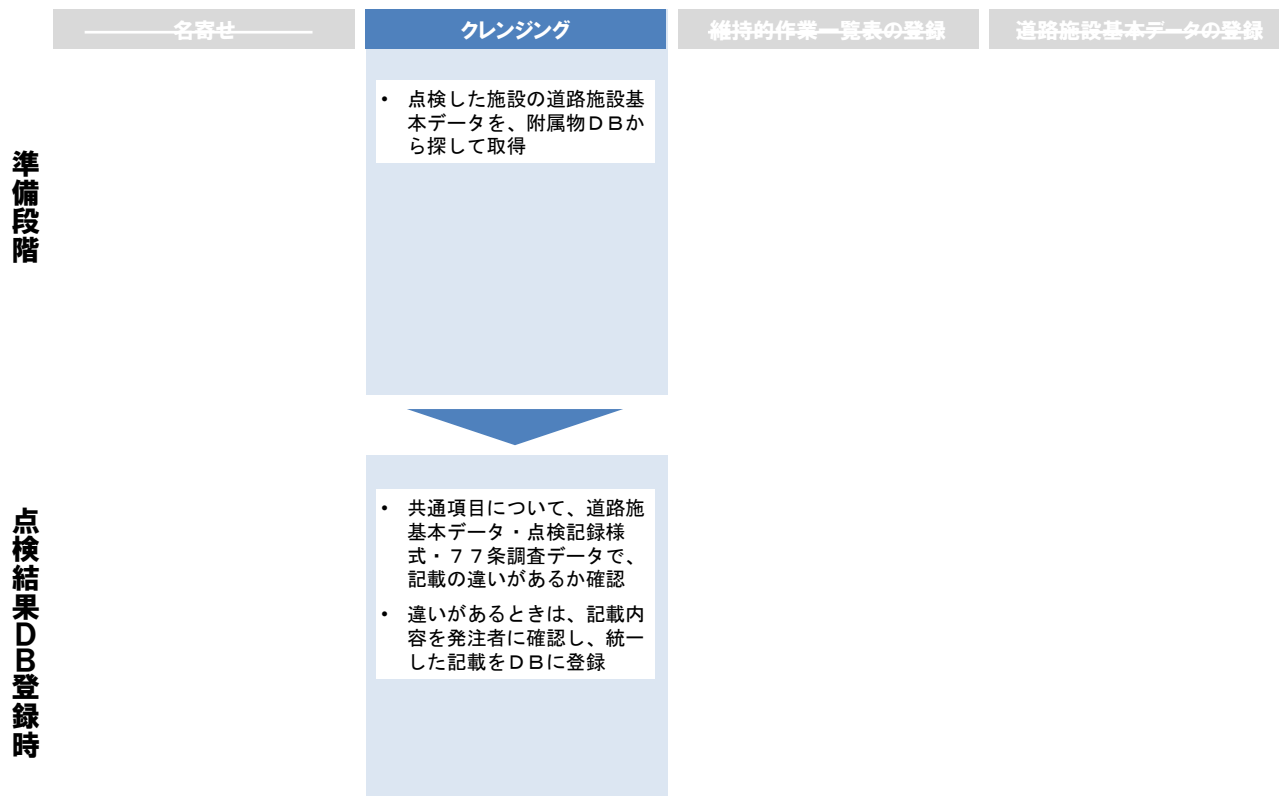 名寄せ
クレンジング
維持的作業一覧表の登録
道路施設基本データの登録
準備段階
• 点検した施設の道路施設基
本データを、附属物ＤＢか
ら探して取得
点検結果ＤＢ登録時
• 共通項目について、道路施
基本データ・点検記録様
式・７７条調査データで、
記載の違いがあるか確認
• 違いがあるときは、記載内
容を発注者に確認し、統一
した記載をＤＢに登録